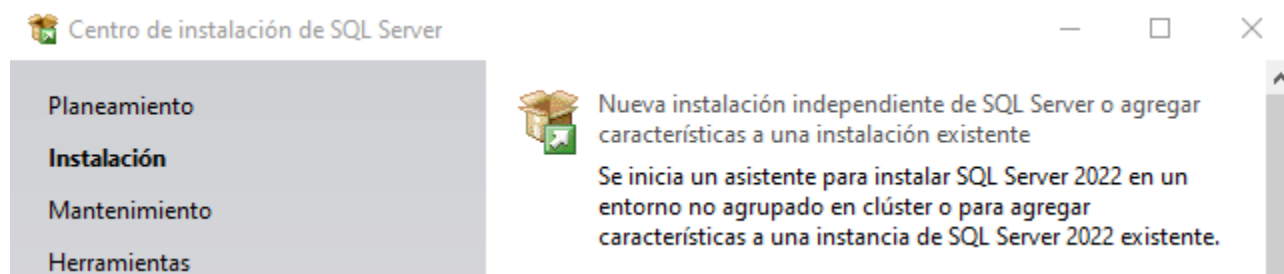 Centro de instalación de SQL Server
Planeamiento
Instalación
Mantenimiento
Herramientas
Nueva instalación independiente de SQL Server o agregar
características a una instalación existente
Se inicia un asistente para instalar SQL Server 2022 en un
entorno no agrupado en clúster o para agregar
características a una instancia de SQL Server 2022 existente.